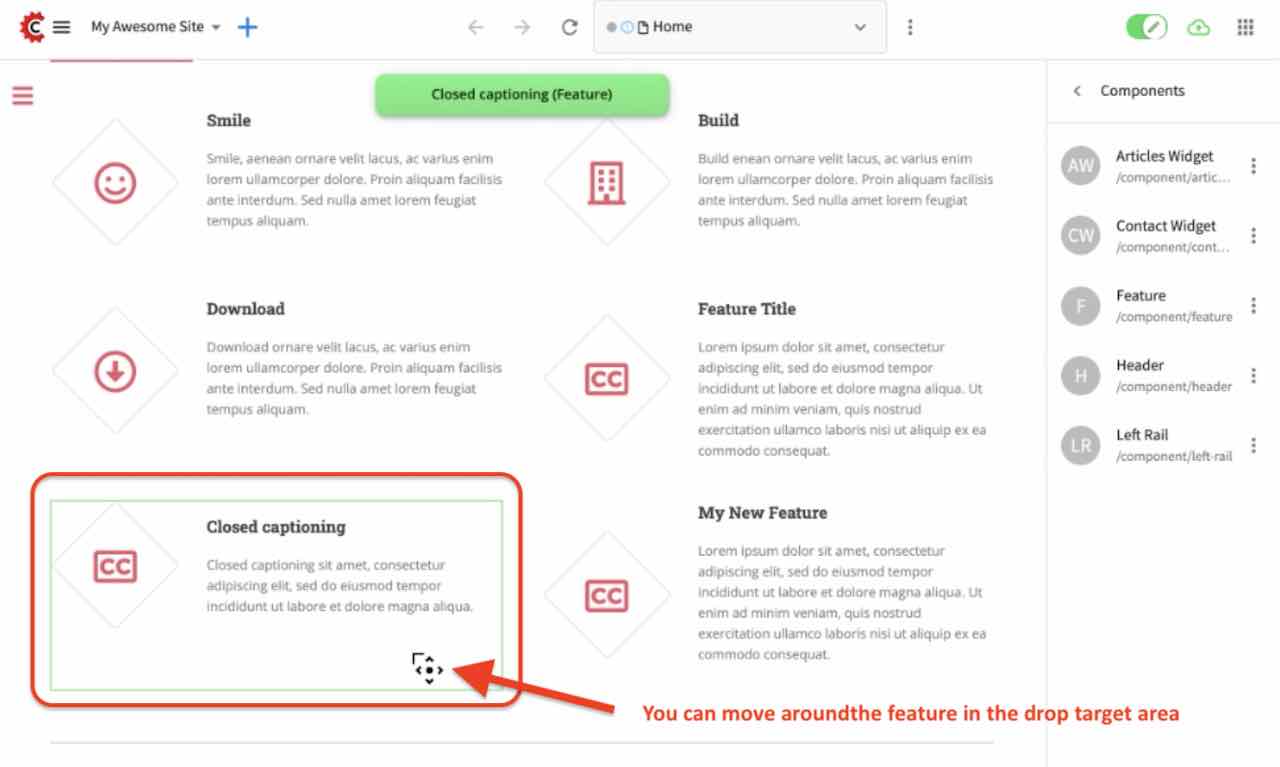 My Awesome Site
Home
Closed captioning (Feature)
Smile
Smile, aenean ornare velit lacus, ac varius enim
lorem ullamcorper dolore. Proin aliquam facilisis
ante interdum. Sed nulla amet lorem feugiat
tempus aliquam.
Build
Build enean ornare velit lacus, ac varius enim
lorem ullamcorper dolore. Proin aliquam facilisis
ante interdum. Sed nulla amet lorem feugiat
tempus aliquam.
Download
Download ornare velit lacus, ac varius enim
lorem ullamcorper dolore. Proin aliquam facilisis
ante interdum. Sed nulla amet lorem feugiat
tempus aliquam.
CC
Feature Title
Lorem ipsum dolor sit amet, consectetur
adipiscing elit, sed do eiusmod tempor
incididunt ut labore et dolore magna aliqua. Ut
enim ad minim veniam, quis nostrud
exercitation ullamco laboris nisi ut aliquip ex ea
commodo consequat.
CC
Closed captioning
Closed captioning sit amet, consectetur
adipiscing elit, sed do eiusmod tempor
incididunt ut labore et dolore magna aliqua.
CC
My New Feature
Lorem ipsum dolor sit amet, consectetur
adipiscing elit, sed do eiusmod tempor
incididunt ut labore et dolore magna aliqua. Ut
enim ad minim veniam, quis nostrud
exercitation ullamco laboris nisi ut aliquip ex ea
commodo consequat.
You can move aroundthe feature in the drop target area
Components
AW
Articles Widget
/component/artic...
CW
Contact Widget
/component/cont...
F
Feature
/component/feature
H
Header
/component/header
LR
Left Rail
/component/left-rail